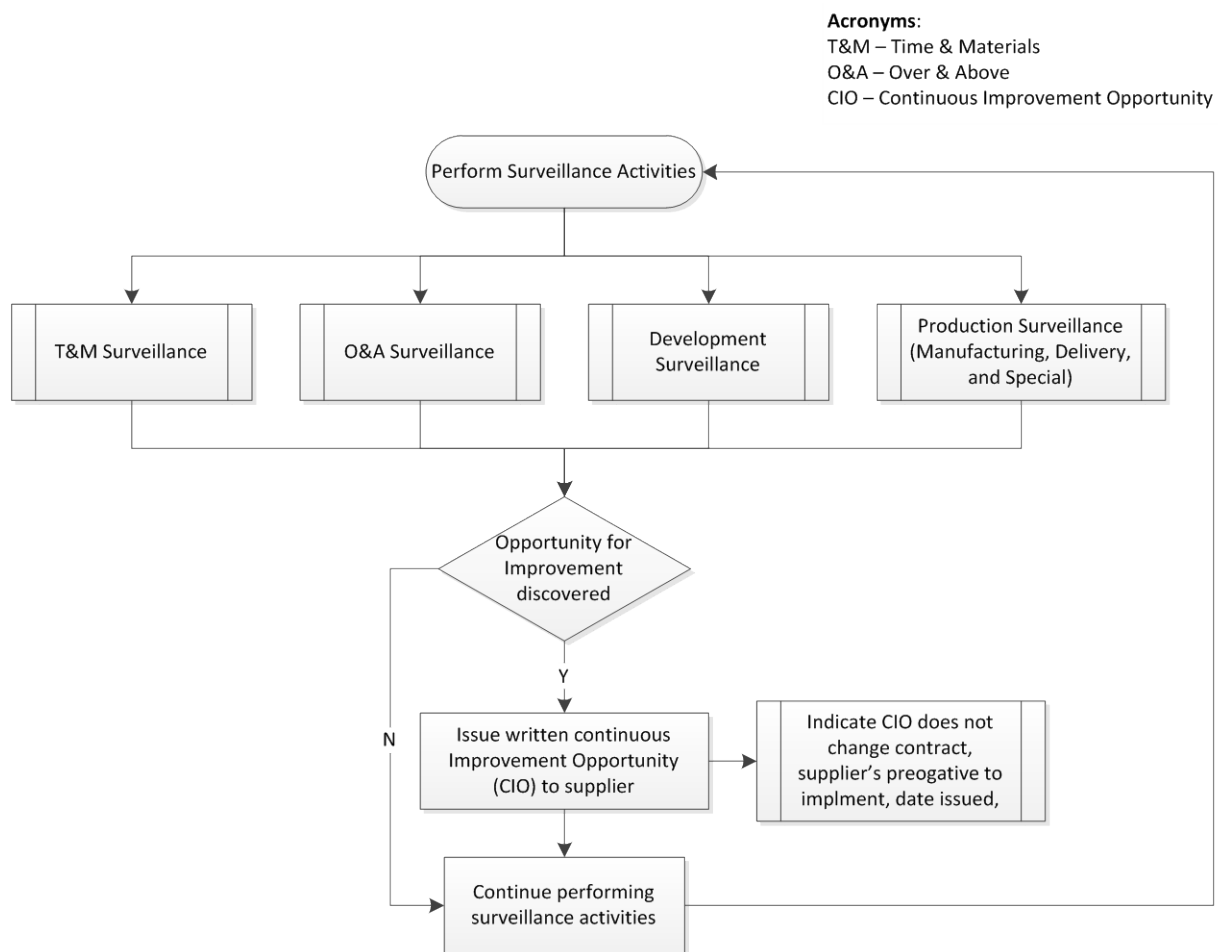 Acronyms:
T&M – Time & Materials
O&A – Over & Above
CIO – Continuous Improvement Opportunity
Perform Surveillance Activities
T&M Surveillance
O&A Surveillance
Development
Surveillance
Production Surveillance
(Manufacturing, Delivery,
and Special)
Opportunity for
Improvement
discovered
Y
N
Issue written continuous
Improvement Opportunity
(CIO) to supplier
Indicate CIO does not
change contract,
supplier’s preogative to
implment, date issued,
Continue performing
surveillance activities